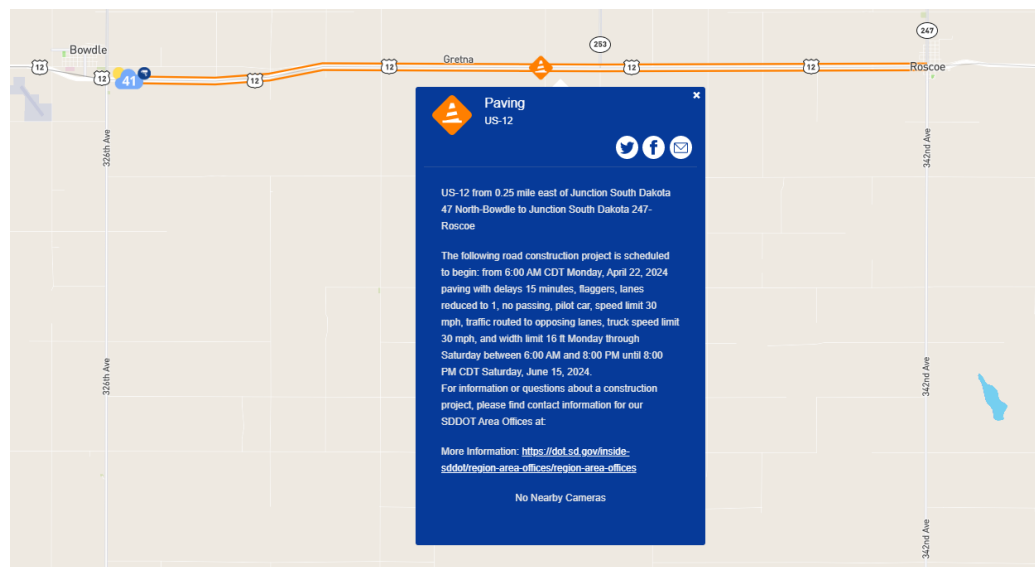 247
253
Bowdle
Gretna
12
12
12
12
12
12
Roscoe
41
326th Ave
342nd Ave
Paving
US-12
US-12 from 0.25 mile east of Junction South Dakota
47 North-Bowdle to Junction South Dakota 247-
Roscoe
The following road construction project is scheduled
to begin: from 6:00 AM CDT Monday, April 22, 2024
paving with delays 15 minutes, flaggers, lanes
reduced to 1, no passing, pilot car, speed limit 30
mph, traffic routed to opposing lanes, truck speed limit
30 mph, and width limit 16 ft Monday through
Saturday between 6:00 AM and 8:00 PM until 8:00
PM CDT Saturday, June 15, 2024.
For information or questions about a construction
project, please find contact information for our
SDDOT Area Offices at:
More Information: https://dot.sd.gov/inside-
sddot/region-area-offices/region-area-offices
No Nearby Cameras
326th Ave
342nd Ave
342nd Ave